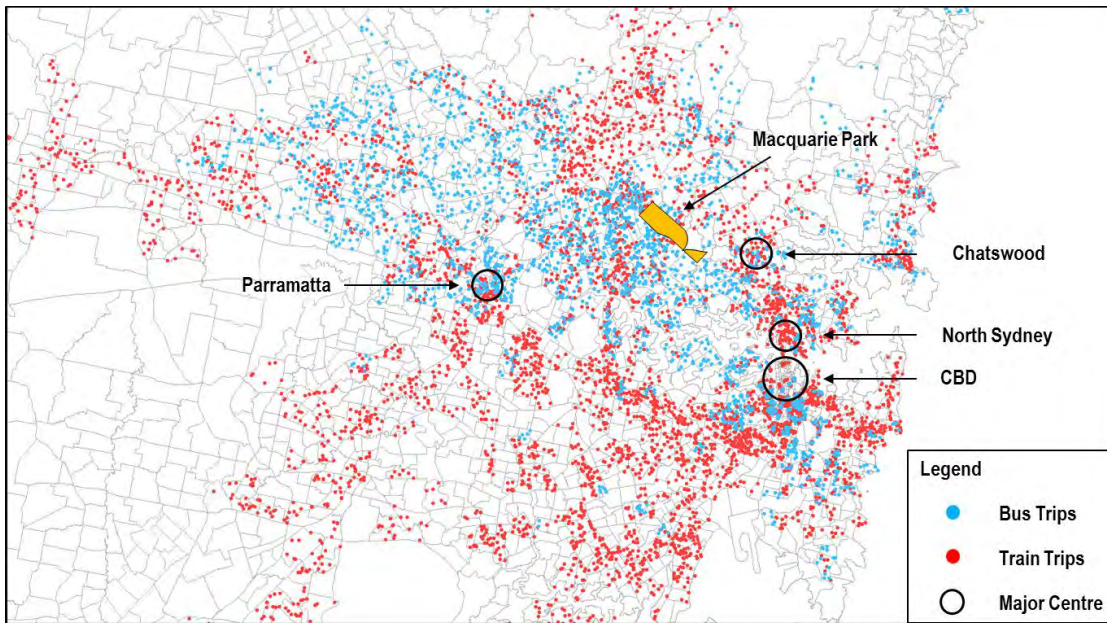 Macquarie Park
Chatswood
Parramatta
North Sydney
CBD
Legend
Bus Trips
Train Trips
Major Centre